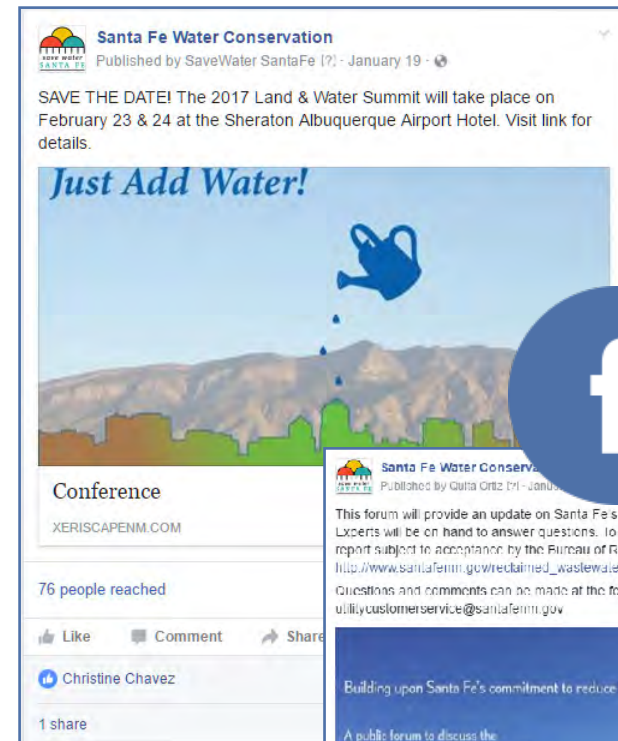 Santa Fe Water Conservation
save water
SANTA FE
Published by SaveWater SantaFe [?] · January 19 ·
SAVE THE DATE! The 2017 Land & Water Summit will take place on
February 23 & 24 at the Sheraton Albuquerque Airport Hotel. Visit link for
details.
Just Add Water!
f
Conference
XERISCAPENM.COM
76 people reached
Like Comment Share
Christine Chavez
1 share
Santa Fe Water Conserva
Published by Quita Ortiz [?] · Janu
This forum will provide an update on Santa Fe's
Experts will be on hand to answer questions. To
report subject to acceptance by the Bureau of R
http://www.santafenm.gov/reclaimed_wastewate
Questions and comments can be made at the fo
utilitycustomerservice@santafenm.gov
Building upon Santa Fe's commitment to reduce
A public forum to discuss the